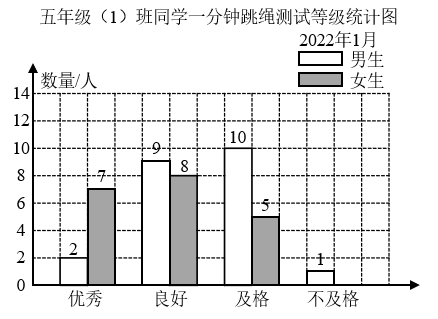 五年级（1）班同学一分钟跳绳测试等级统计图
2022年1月
男生
女生
数量/人
14
12
10
8
6
4
2
0
2
7
9
8
10
5
1
优秀
良好
及格
不及格